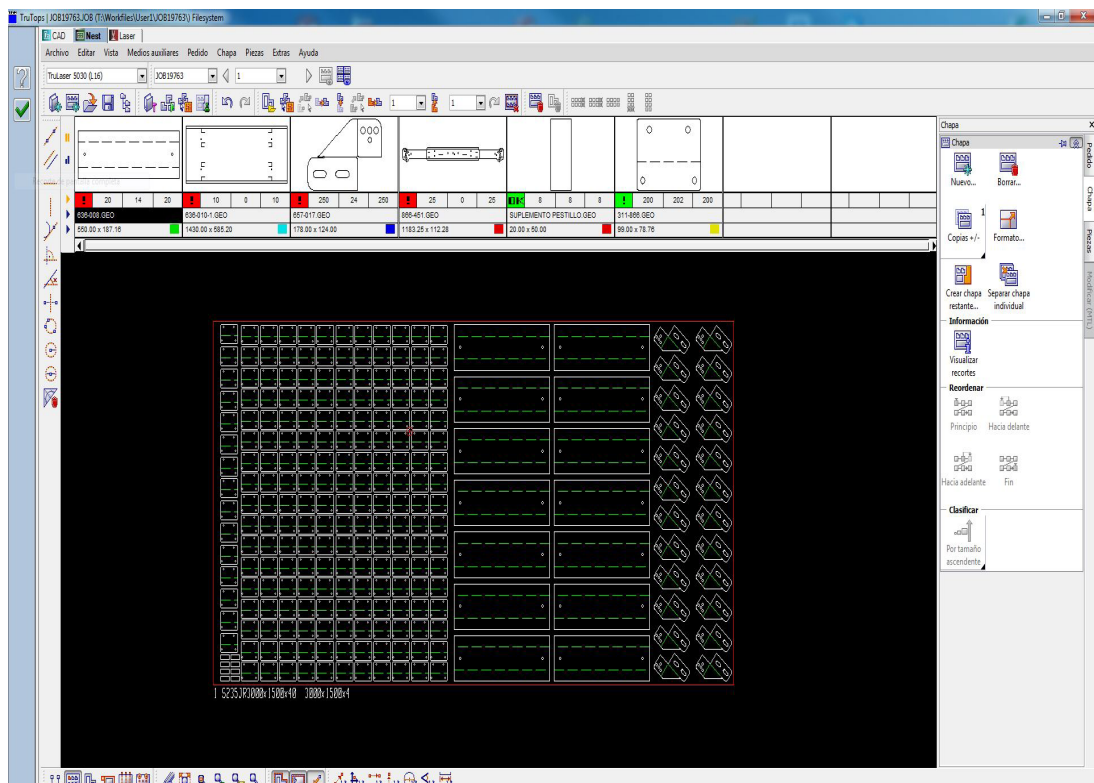 TruTops | JOB19763.JOB (T:\Workfiles\User1\JOB19763\) Filesystem
CAD Nest Laser
Archivo Editar Vista Medios auxiliares Pedido Chapa Piezas Extras Ayuda
TruLaser 5030 (L16) JOB19763 1
1 1
! 20 14 20 ! 10 0 10 ! 250 24 250 ! 25 0 25 OK 8 8 8 ! 200 202 200
636-008.GEO 636-010-1.GEO 657-017.GEO 866-451.GEO SUPLEMENTO PESTILLO.GEO 311-866.GEO
550.00 x 187.16 1430.00 x 585.20 178.00 x 124.00 1183.25 x 112.28 20.00 x 50.00 99.00 x 78.76
1 S235JR3000x1500x40 3000x1500x4
Chapa x
Chapa
Nuevo... Borrar...
1
Copias +/- Formato...
Crear chapa restante... Separar chapa individual
Información
Visualizar
recortes
Reordenar
Principio Hacia delante
Hacia adelante Fin
Clasificar
Por tamaño
ascendente
Pedido
Chapa
Piezas
Modificar (MTL)